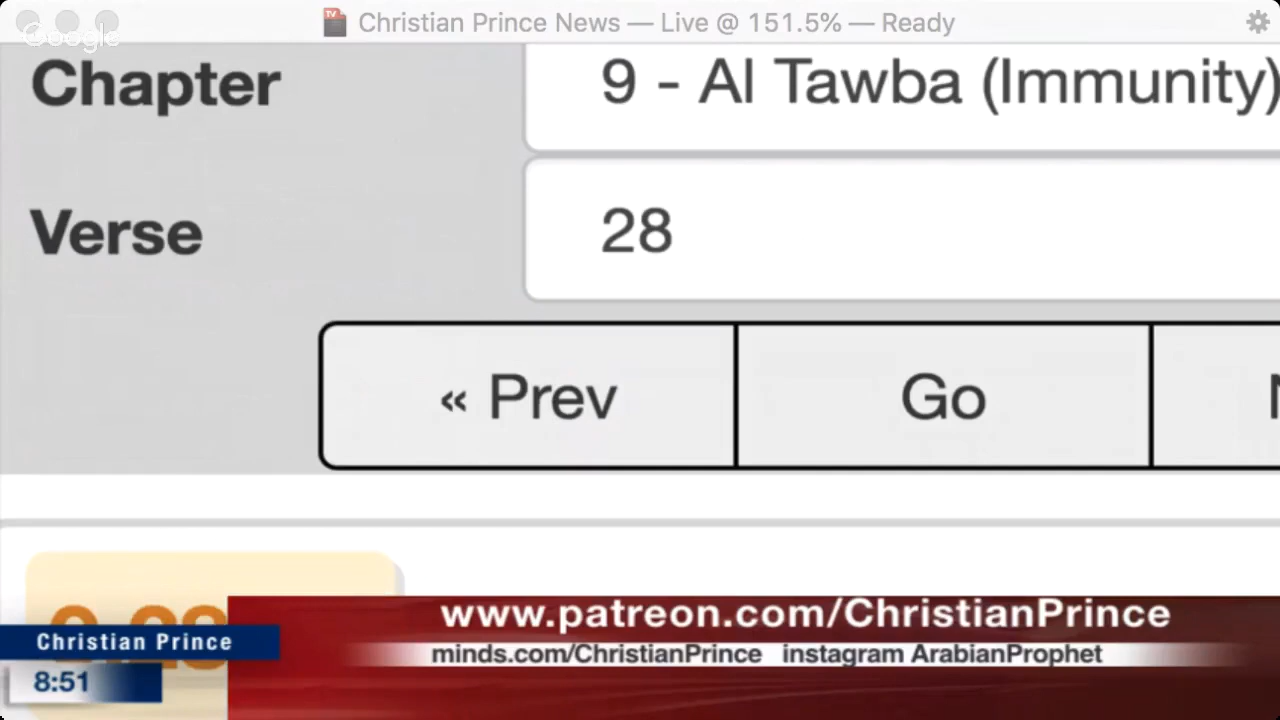 Christian Prince News — Live @ 151.5% — Ready
Google
Chapter
9 - Al Tawba (Immunity)
Verse
28
« Prev
Go
www.patreon.com/ChristianPrince
Christian Prince
minds.com/ChristianPrince instagram ArabianProphet
8:51